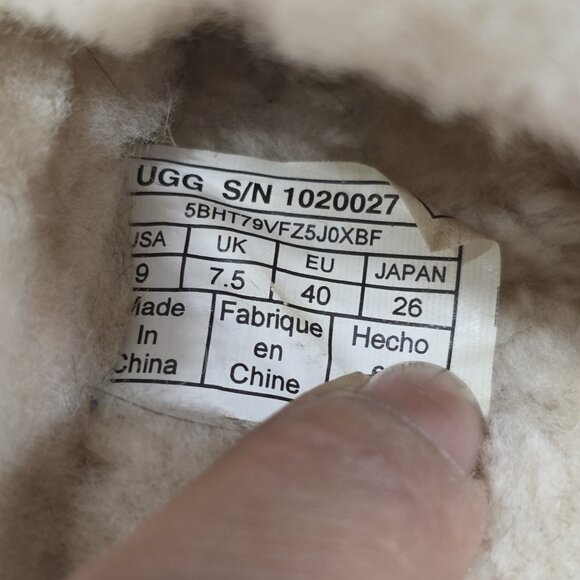 UGG S/N 1020027
5BHT79VFZ5J0XBF
USA UK EU JAPAN
9 7.5 40 26
Made Fabrique Hecho
In en
China Chine